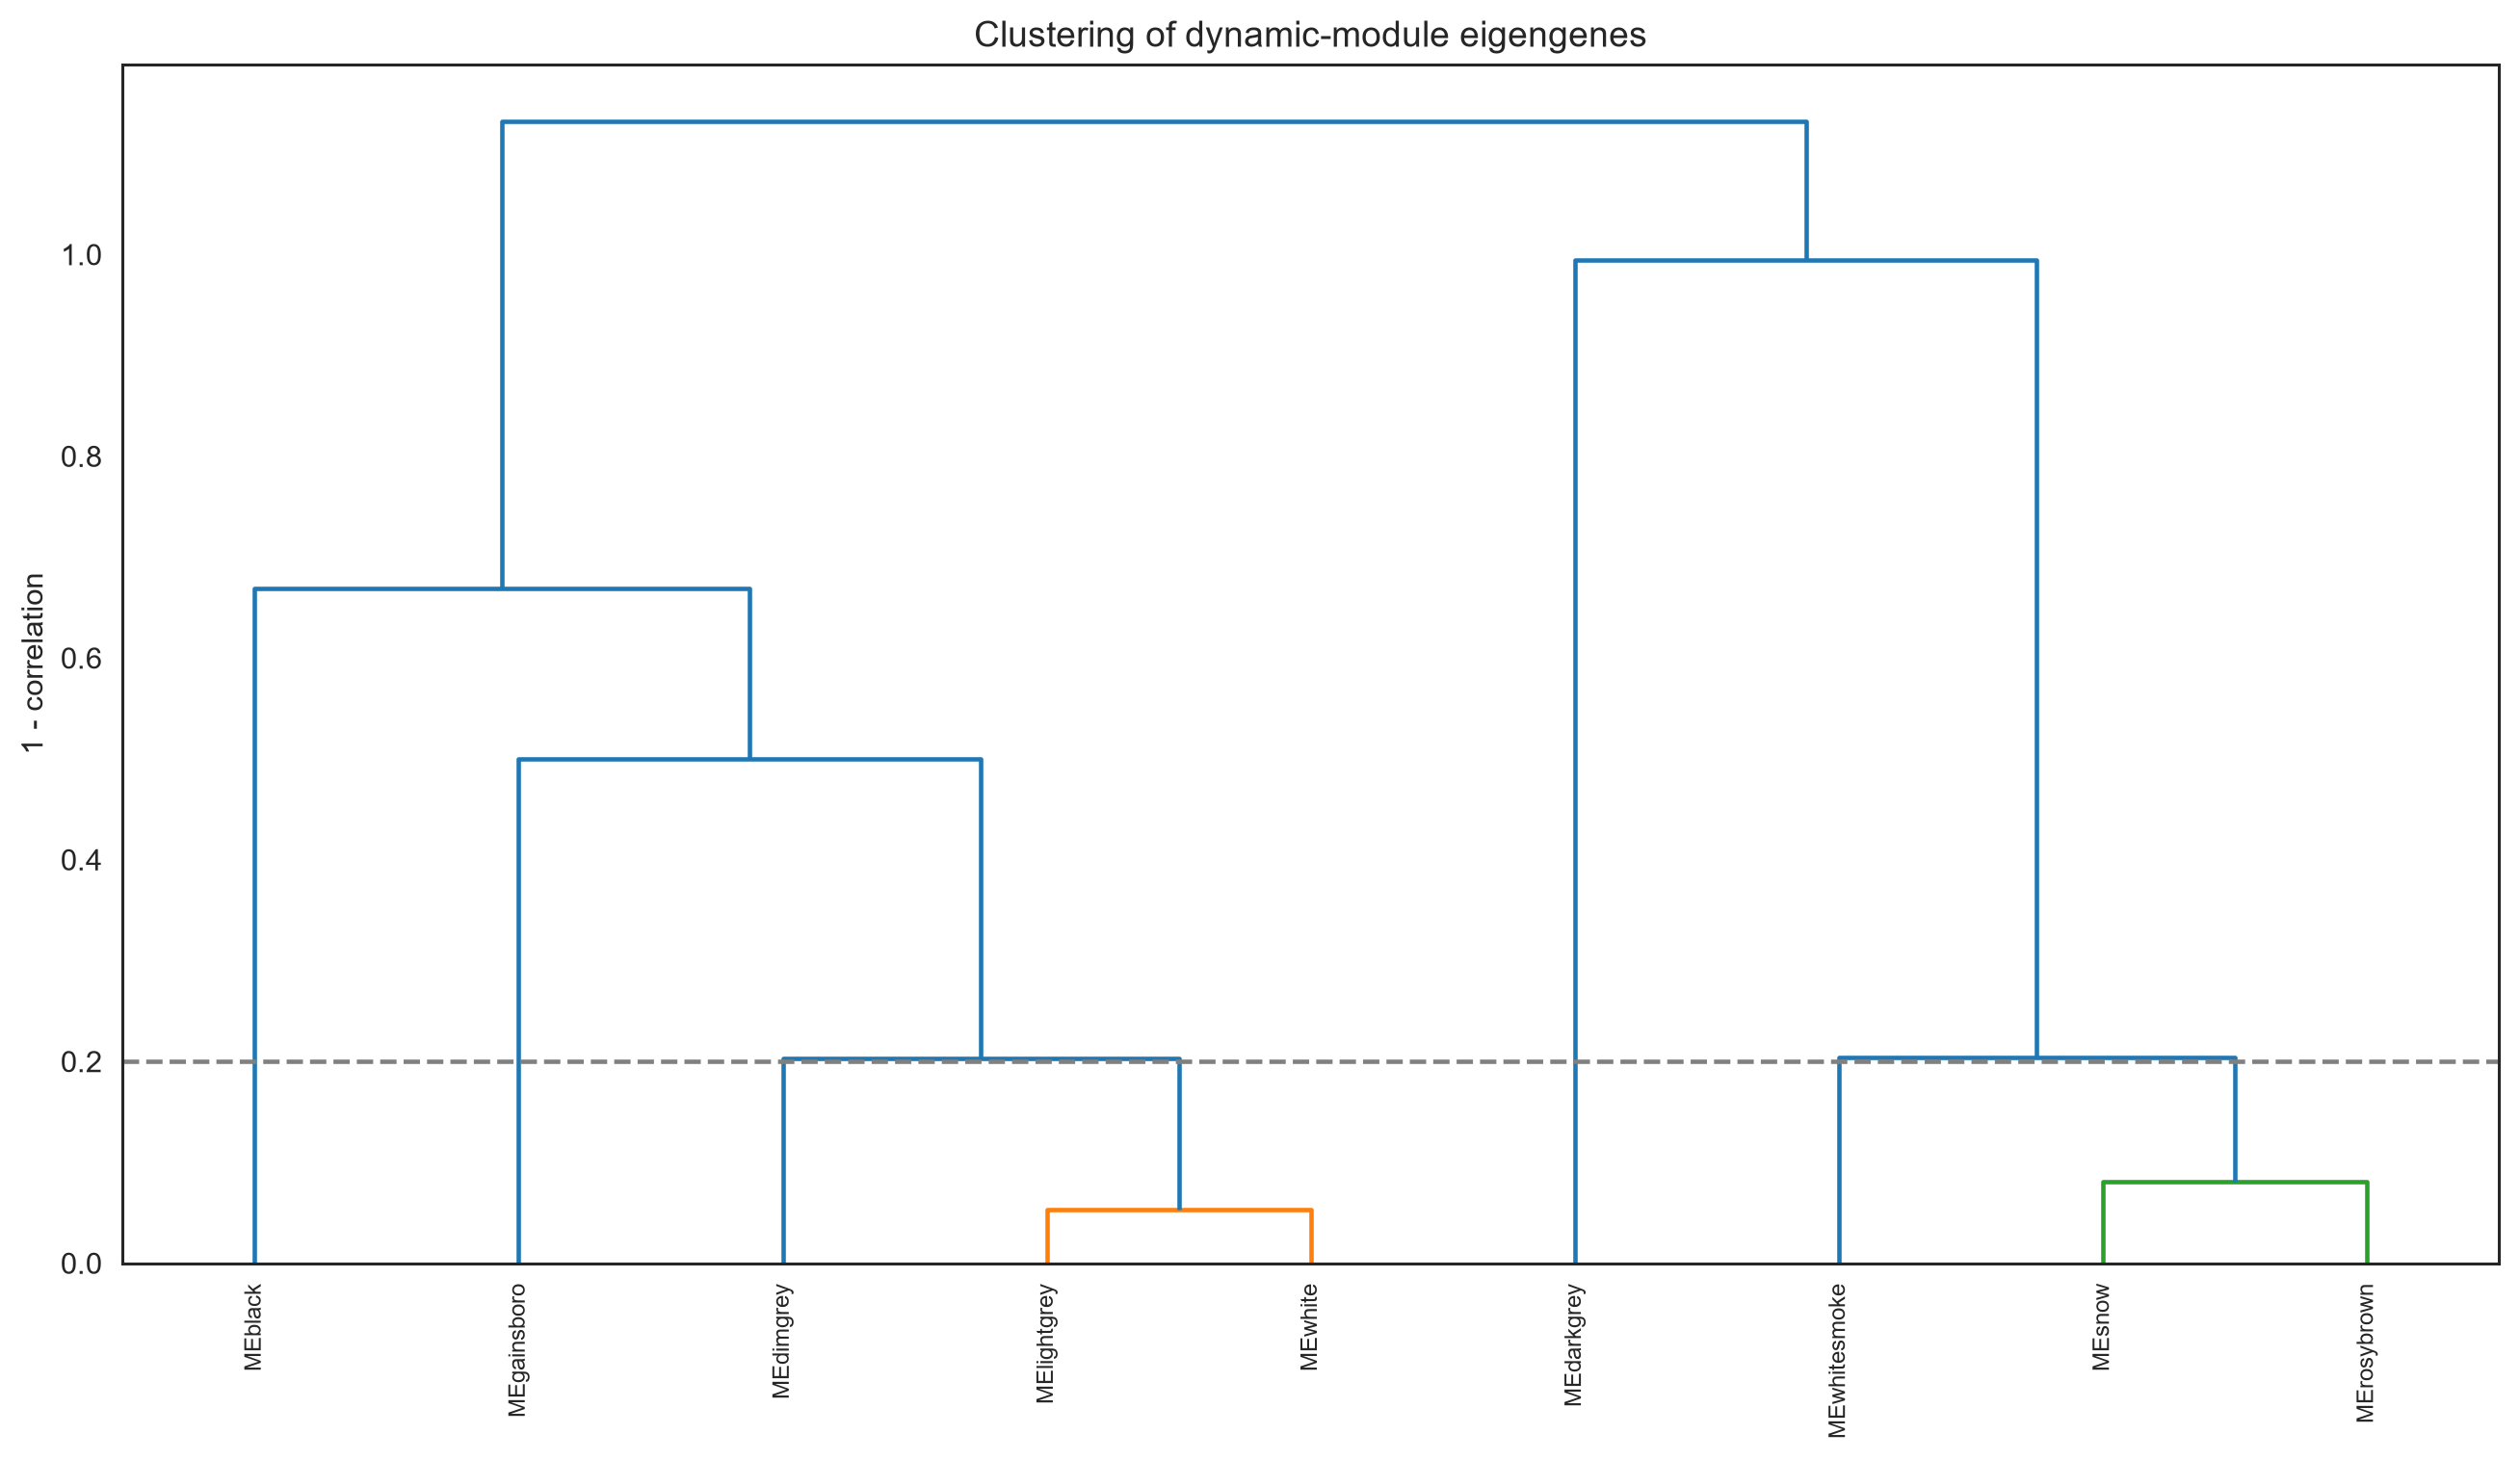 Clustering of dynamic-module eigengenes
1 - correlation
1.0
0.8
0.6
0.4
0.2
0.0
MEblack
MEgainsboro
MEdimgrey
MElightgrey
MEwhite
MEdarkgrey
MEwhitesmoke
MEsnow
MErosybrown